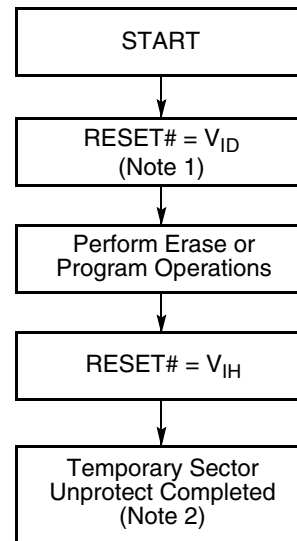 START
RESET# = V_ID
(Note 1)
Perform Erase or
Program Operations
RESET# = V_IH
Temporary Sector
Unprotect Completed
(Note 2)